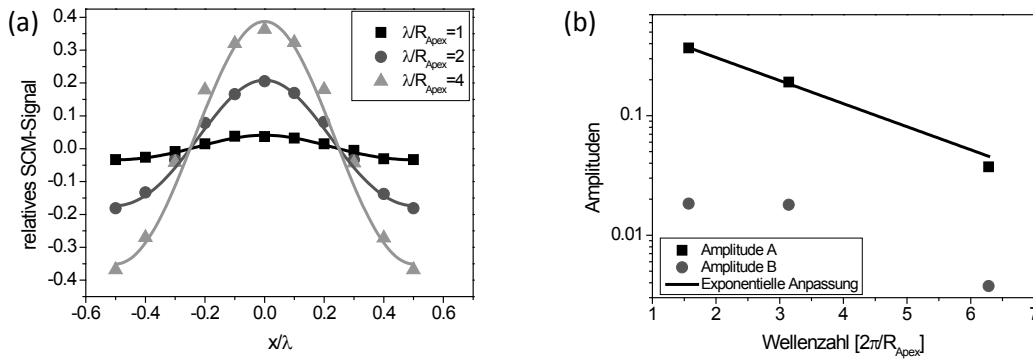 (a)
0.4
0.3
0.2
0.1
0.0
-0.1
-0.2
-0.3
-0.4
relatives SCM-Signal
λ/R_Apex=1
λ/R_Apex=2
λ/R_Apex=4
-0.6 -0.4 -0.2 0.0 0.2 0.4 0.6
x/λ
(b)
0.1
0.01
Amplituden
Amplitude A
Amplitude B
Exponentielle Anpassung
1 2 3 4 5 6 7
Wellenzahl [2π/R_Apex]